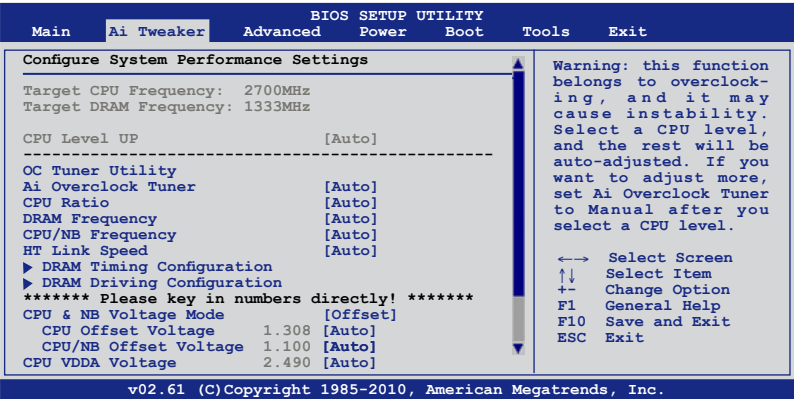 BIOS SETUP UTILITY
Main Ai Tweaker Advanced Power Boot Tools Exit
Configure System Performance Settings
Target CPU Frequency: 2700MHz
Target DRAM Frequency: 1333MHz
CPU Level UP [Auto]
--------------------------------------------------
OC Tuner Utility
Ai Overclock Tuner [Auto]
CPU Ratio [Auto]
DRAM Frequency [Auto]
CPU/NB Frequency [Auto]
HT Link Speed [Auto]
▶ DRAM Timing Configuration
▶ DRAM Driving Configuration
******* Please key in numbers directly! *******
CPU & NB Voltage Mode [Offset]
CPU Offset Voltage 1.308 [Auto]
CPU/NB Offset Voltage 1.100 [Auto]
CPU VDDA Voltage 2.490 [Auto]
Warning: this function
belongs to overclock-
ing, and it may
cause instability.
Select a CPU level,
and the rest will be
auto-adjusted. If you
want to adjust more,
set Ai Overclock Tuner
to Manual after you
select a CPU level.
←→ Select Screen
↑↓ Select Item
+- Change Option
F1 General Help
F10 Save and Exit
ESC Exit
v02.61 (C)Copyright 1985-2010, American Megatrends, Inc.